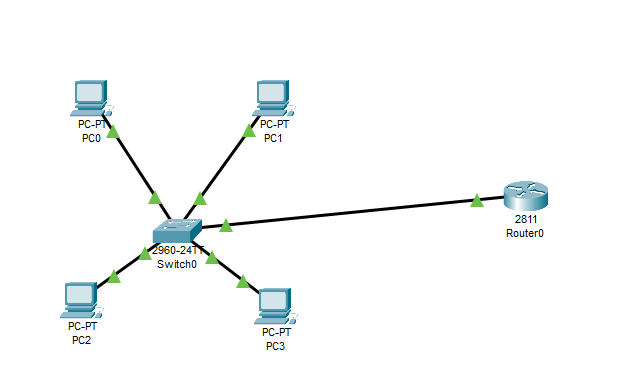 PC-PT
PC0
PC-PT
PC1
2811
Router0
2960-24TT
Switch0
PC-PT
PC2
PC-PT
PC3